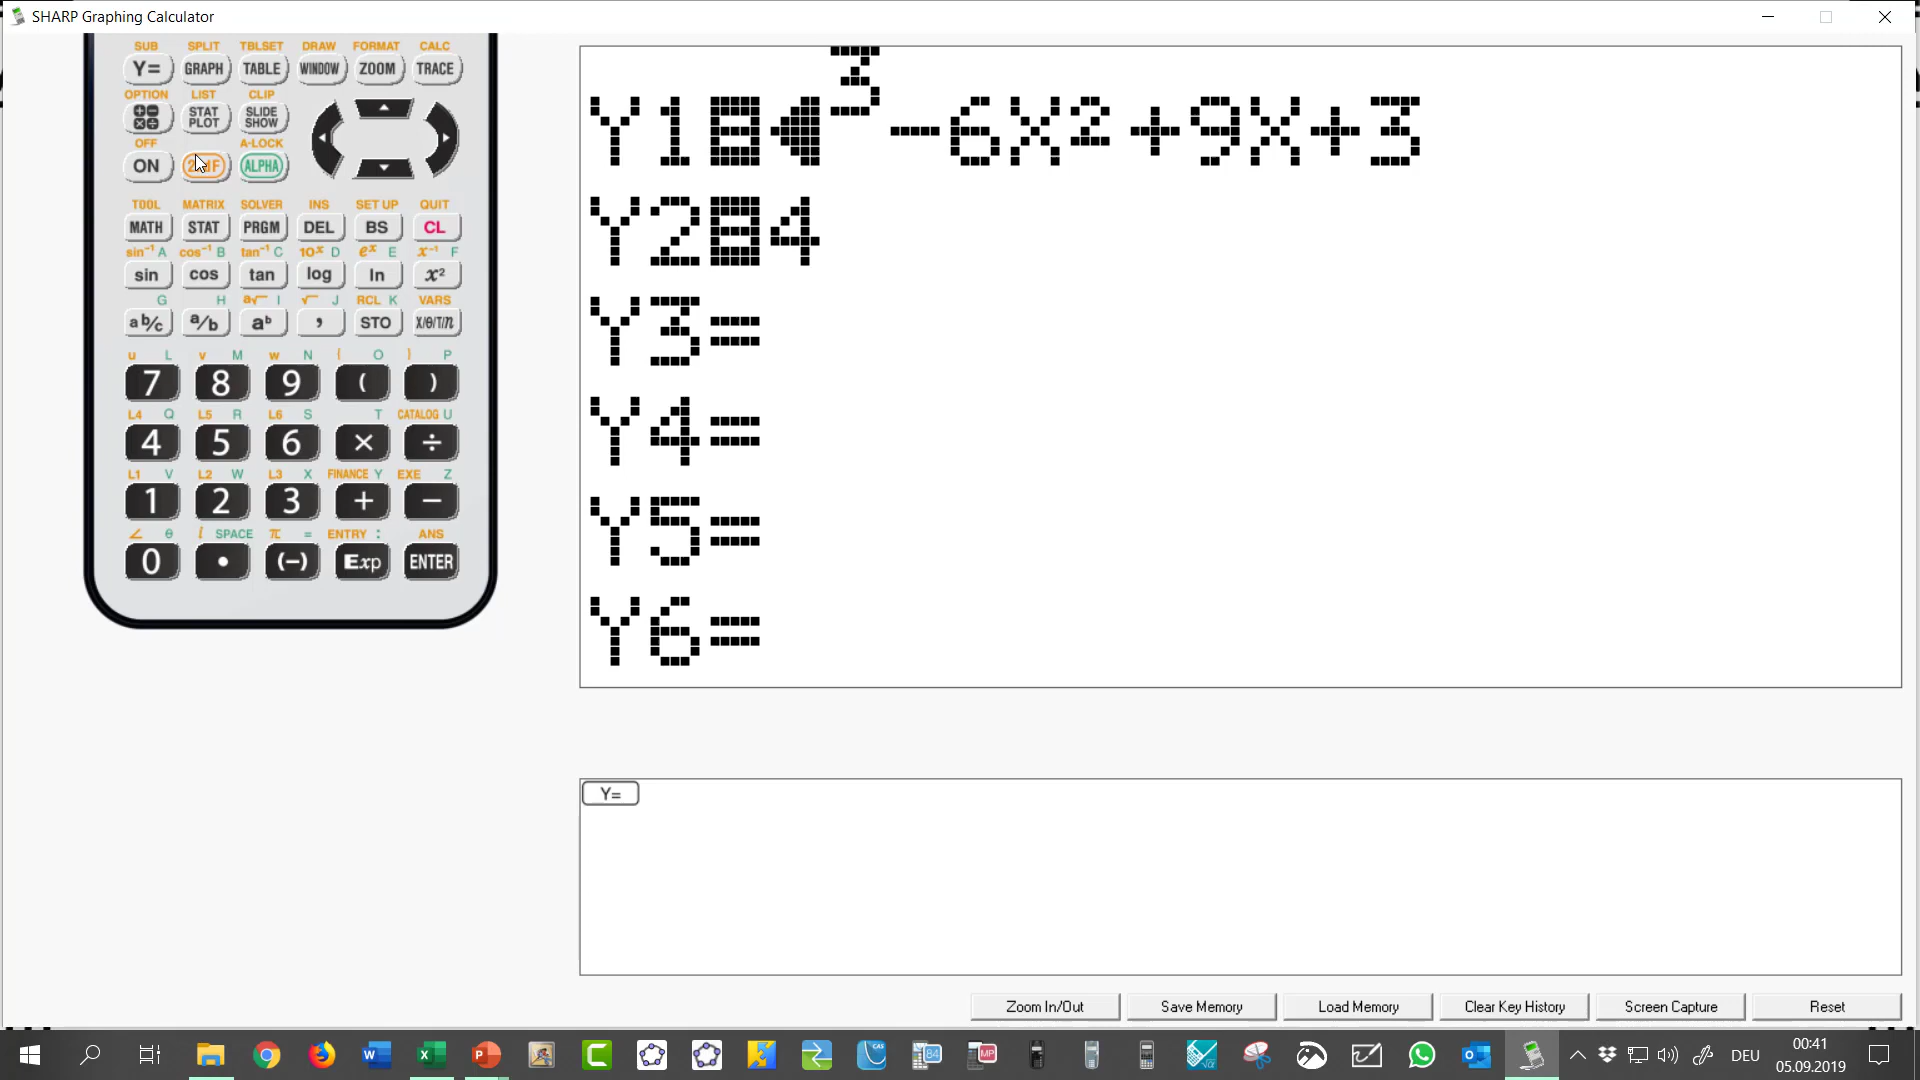 SHARP Graphing Calculator
SUB SPLIT TBLSET DRAW FORMAT CALC
Y= GRAPH TABLE WINDOW ZOOM TRACE
OPTION LIST CLIP
STAT PLOT SLIDE SHOW
OFF A-LOCK
ON ALPHA
TOOL MATRIX SOLVER INS SET UP QUIT
MATH STAT PRGM DEL BS CL
sin⁻¹ A cos⁻¹ B tan⁻¹ C 10ˣ D eˣ E x⁻¹ F
sin cos tan log ln x²
G H a√ I √ J RCL K VARS
a b/c a/b aᵇ , STO X/θ/T/n
u L v M w N { O } P
7 8 9 ( )
L4 Q L5 R L6 S T CATALOG U
4 5 6 × ÷
L1 V L2 W L3 X FINANCE Y EXE Z
1 2 3 + −
∠ θ i SPACE π = ENTRY : ANS
0 • (−) Exp ENTER
Y1=◀³−6X²+9X+3
Y2=4
Y3=
Y4=
Y5=
Y6=
Y=
Zoom In/Out Save Memory Load Memory Clear Key History Screen Capture Reset
DEU
00:41
05.09.2019